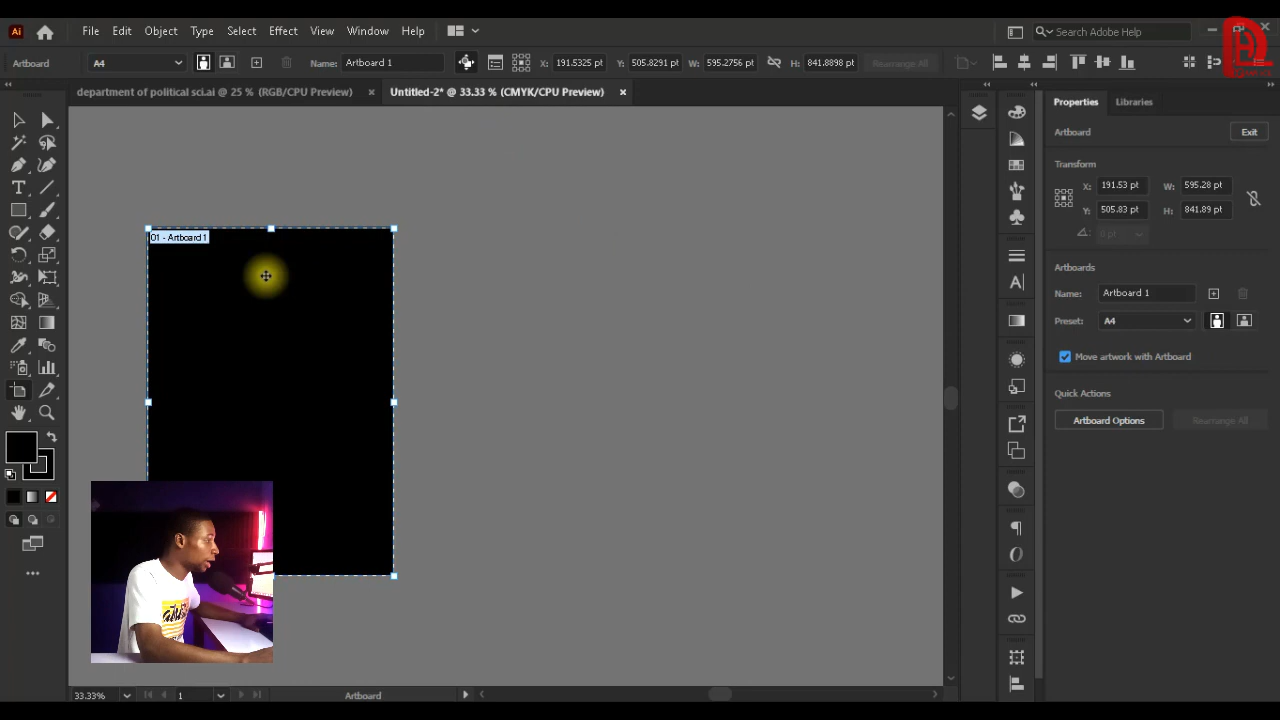 Ai File Edit Object Type Select Effect View Window Help Search Adobe Help
Artboard A4 Name: Artboard 1 X: 191.5325 pt Y: 505.8291 pt W: 595.2756 pt H: 841.8898 pt Rearrange All
department of political sci.ai @ 25 % (RGB/CPU Preview) Untitled-2* @ 33.33 % (CMYK/CPU Preview)
01 - Artboard 1
Properties Libraries
Artboard Exit
Transform
X: 191.53 pt W: 595.28 pt
Y: 505.83 pt H: 841.89 pt
0 pt
Artboards
Name: Artboard 1
Preset: A4
Move artwork with Artboard
Quick Actions
Artboard Options Rearrange All
33.33% 1 Artboard